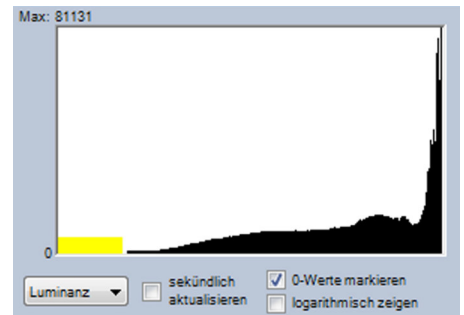 Max: 81131
0
Luminanz
sekündlich
aktualisieren
0-Werte markieren
logarithmisch zeigen